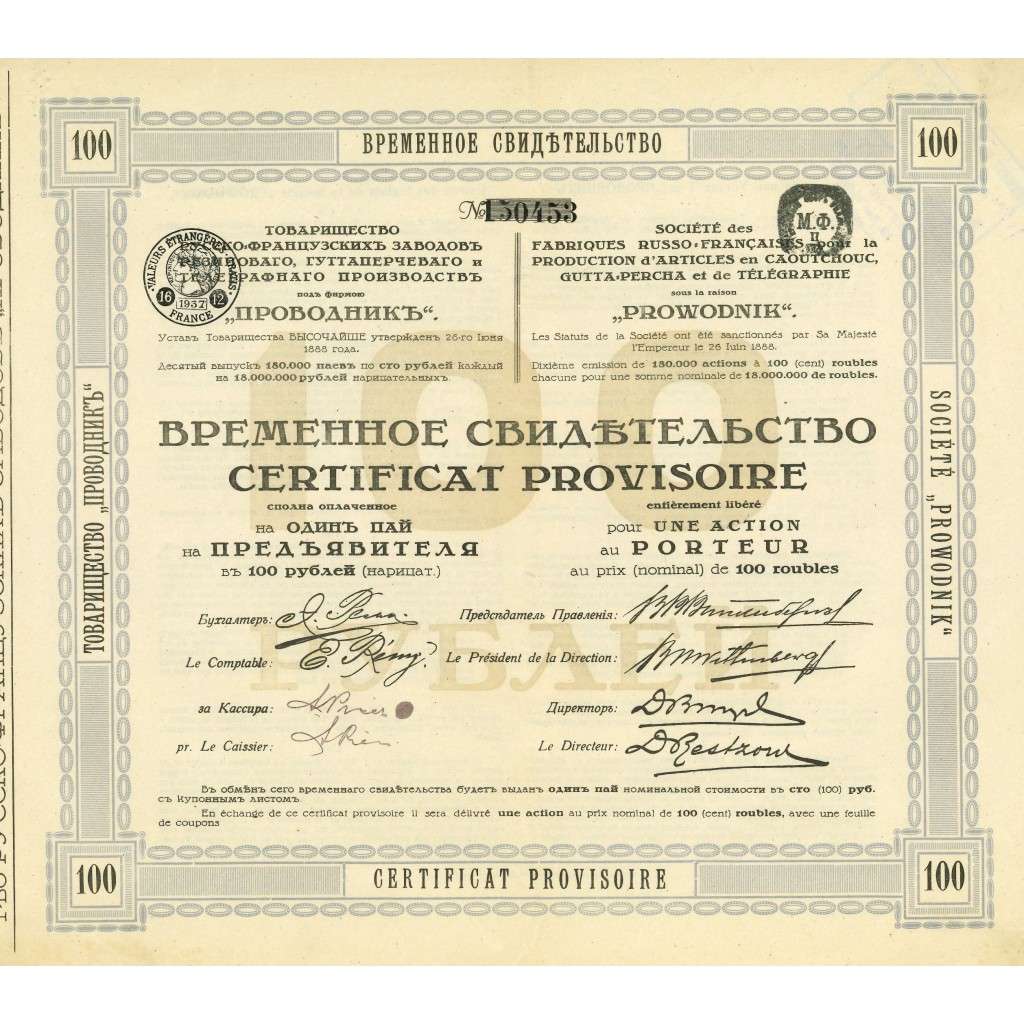 100
ВРЕМЕННОЕ СВИДѢТЕЛЬСТВО
100
№ 150453
ТОВАРИЩЕСТВО
РУССКО-ФРАНЦУЗСКИХЪ ЗАВОДОВЪ
РЕЗИНОВАГО, ГУТТАПЕРЧЕВАГО и
ТЕЛЕГРАФНАГО ПРОИЗВОДСТВЪ
подъ фирмою
„ПРОВОДНИКЪ“.
Уставъ Товарищества ВЫСОЧАЙШЕ утвержденъ 26-го Іюня
1888 года.
Десятый выпускъ 180.000 паевъ по сто рублей каждый
на 18.000.000 рублей нарицательныхъ.
VALEURS ÉTRANGÈRES
16
12
1937
FRANCE
SOCIÉTÉ des
FABRIQUES RUSSO-FRANÇAISES pour la
PRODUCTION d'ARTICLES en CAOUTCHOUC,
GUTTA-PERCHA et de TÉLÉGRAPHIE
sous la raison
„PROWODNIK“.
Les Statuts de la Société ont été sanctionnés par Sa Majesté
l'Empereur le 26 Juin 1888.
Dixième emission de 180.000 actions à 100 (cent) roubles
chacune pour une somme nominale de 18.000.000 de roubles.
М.Ф.
100
РУБЛЕЙ
ВРЕМЕННОЕ СВИДѢТЕЛЬСТВО
CERTIFICAT PROVISOIRE
сполна оплаченное
на ОДИНЪ ПАЙ
на ПРЕДЪЯВИТЕЛЯ
въ 100 рублей (нарицат.)
entièrement libéré
pour UNE ACTION
au PORTEUR
au prix (nominal) de 100 roubles
Бухгалтеръ:
Предсѣдатель Правленія:
Le Comptable: E. Rémy
Le Président de la Direction: Wittenberg
за Кассира:
Директоръ:
pr. Le Caissier:
Le Directeur:
Въ обмѣнъ сего временнаго свидѣтельства будетъ выданъ одинъ пай номинальной стоимости въ сто (100) руб.
съ купоннымъ листомъ.
En échange de ce certificat provisoire il sera délivré une action au prix nominal de 100 (cent) roubles, avec une feuille
de coupons
ТОВАРИЩЕСТВО „ПРОВОДНИКЪ“
SOCIÉTÉ „PROWODNIK“
100
CERTIFICAT PROVISOIRE
100